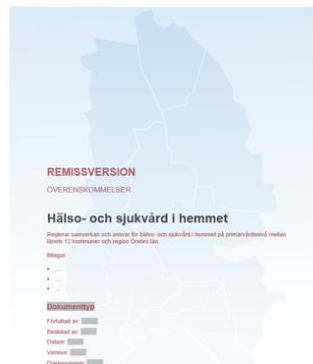 REMISSVERSION
ÖVERENSKOMMELSER
Hälso- och sjukvård i hemmet
Reglerar samverkan och ansvar för hälso- och sjukvård i hemmet på primärvårdsnivå mellan
länets 12 kommuner och region Örebro län.
Bilagor:
• ...
• ...
• ...
Dokumenttyp
Författad av:
Beslutad av:
Datum:
Version:
Diarienummer: